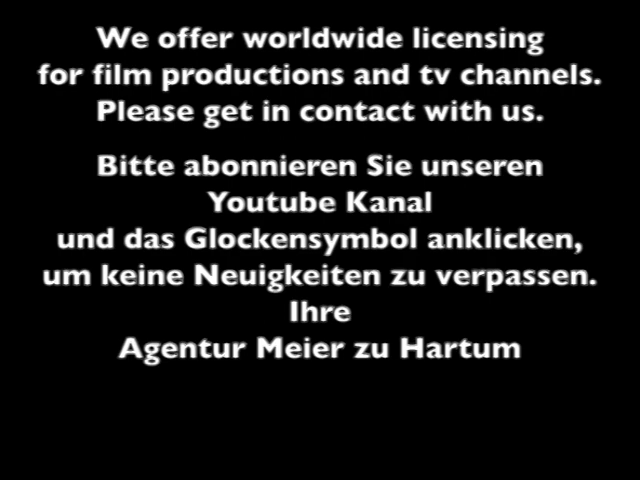 We offer worldwide licensing
for film productions and tv channels.
Please get in contact with us.
Bitte abonnieren Sie unseren
Youtube Kanal
und das Glockensymbol anklicken,
um keine Neuigkeiten zu verpassen.
Ihre
Agentur Meier zu Hartum